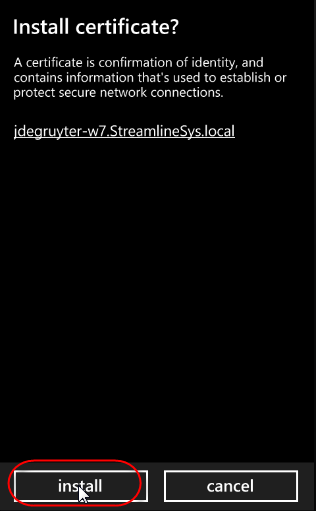 Install certificate?
A certificate is confirmation of identity, and
contains information that's used to establish or
protect secure network connections.
jdegruyter-w7.StreamlineSys.local
install
cancel